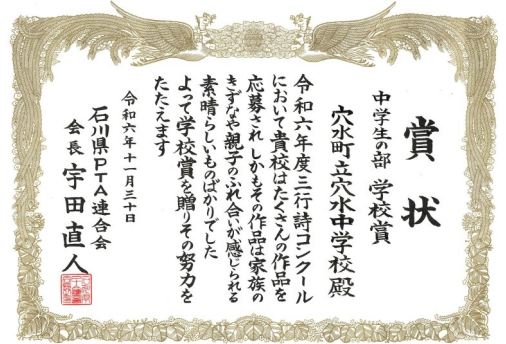 賞状
中学生の部 学校賞
穴水町立穴水中学校殿
令和六年度三行詩コンクール
において貴校はたくさんの作品を
応募され しかもその作品は家族の
きずなや親子のふれ合いが感じられる
素晴らしいものばかりでした
よって学校賞を贈りその努力を
たたえます
令和六年十一月三十日
石川県PTA連合会
会長 宇田直人